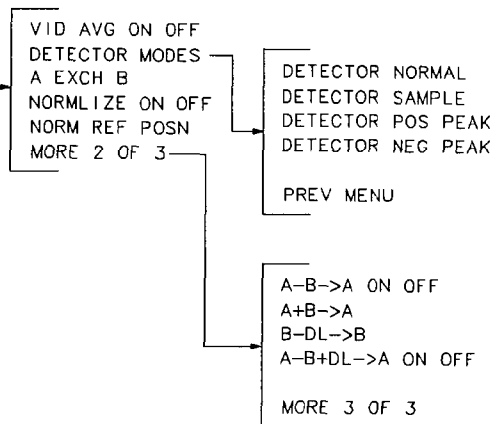 VID AVG ON OFF
DETECTOR MODES
A EXCH B
NORMLIZE ON OFF
NORM REF POSN
MORE 2 OF 3
DETECTOR NORMAL
DETECTOR SAMPLE
DETECTOR POS PEAK
DETECTOR NEG PEAK
PREV MENU
A-B->A ON OFF
A+B->A
B-DL->B
A-B+DL->A ON OFF
MORE 3 OF 3